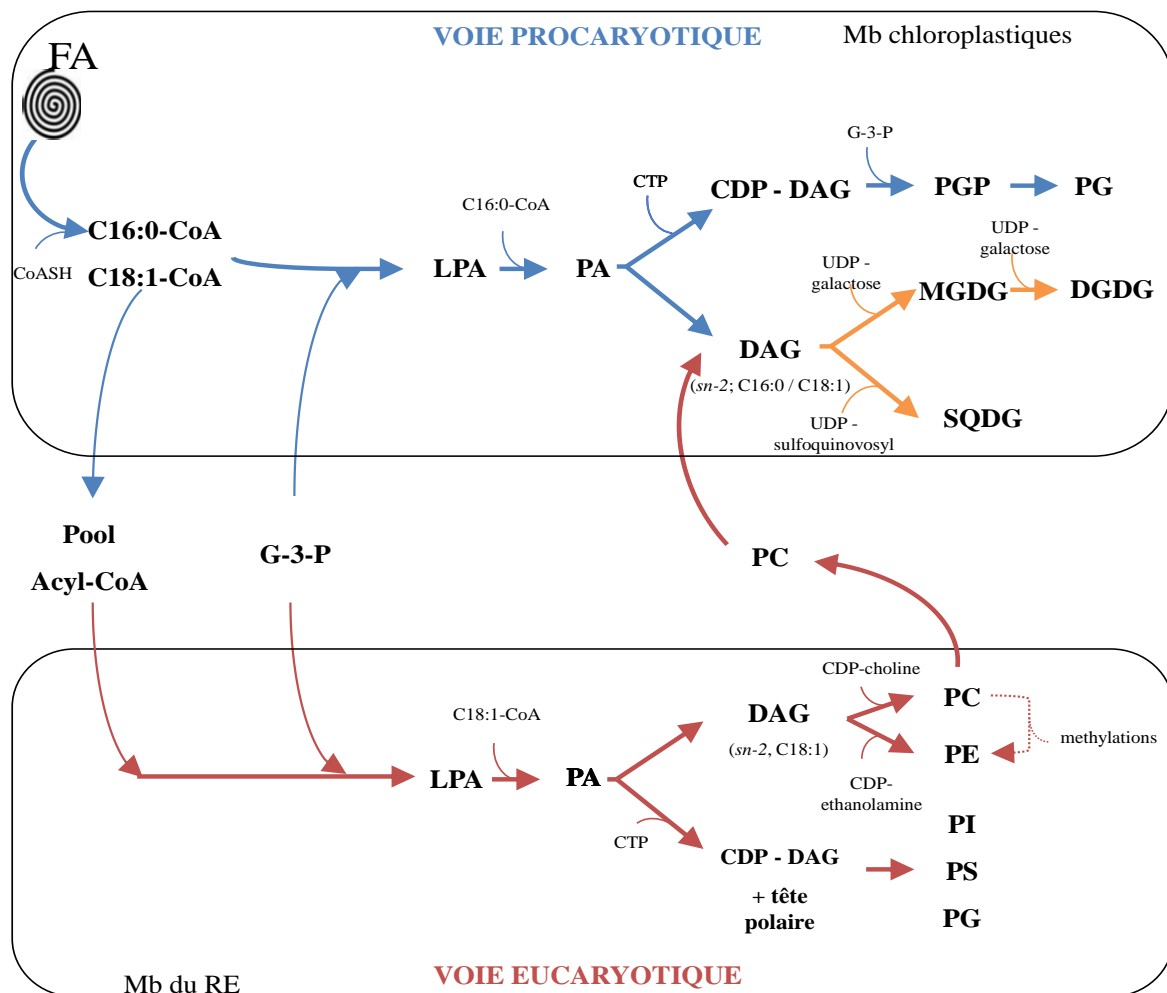 VOIE PROCARYOTIQUE
Mb chloroplastiques
FA
G-3-P
CTP
CDP - DAG
PGP
PG
C16:0-CoA
C16:0-CoA
CoASH
C18:1-CoA
LPA
PA
UDP -
galactose
UDP -
galactose
MGDG
DGDG
DAG
(sn-2; C16:0 / C18:1)
UDP -
sulfoquinovosyl
SQDG
Pool
Acyl-CoA
G-3-P
PC
CDP-choline
PC
C18:1-CoA
DAG
(sn-2, C18:1)
methylations
PE
LPA
PA
CDP-
ethanolamine
PI
CTP
CDP - DAG
+ tête
polaire
PS
PG
Mb du RE
VOIE EUCARYOTIQUE